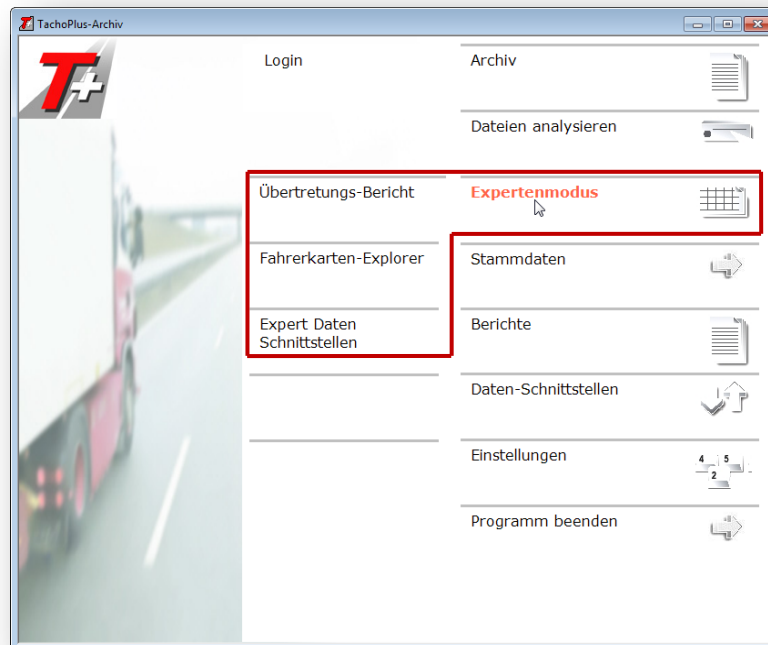 TachoPlus-Archiv
T+
Login
Archiv
Dateien analysieren
Übertretungs-Bericht
Expertenmodus
Fahrerkarten-Explorer
Stammdaten
Expert Daten
Schnittstellen
Berichte
Daten-Schnittstellen
Einstellungen
4 5
2
Programm beenden